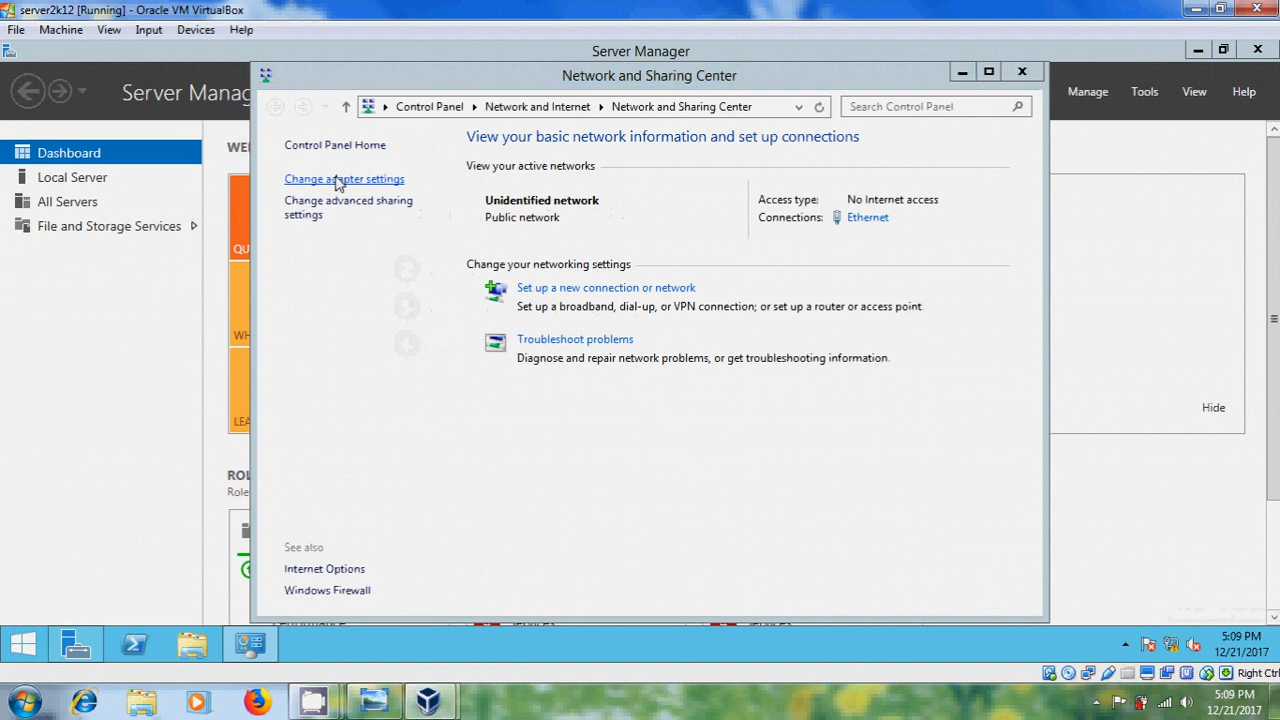 server2k12 [Running] - Oracle VM VirtualBox
File Machine View Input Devices Help
Server Manager
Network and Sharing Center
Server Manag
Control Panel Network and Internet Network and Sharing Center
Search Control Panel
Manage Tools View Help
Dashboard
Local Server
All Servers
File and Storage Services
WE
QU
WH
LEA
ROL
Role
Control Panel Home
Change adapter settings
Change advanced sharing
settings
View your basic network information and set up connections
View your active networks
Unidentified network
Public network
Access type: No Internet access
Connections: Ethernet
Change your networking settings
Set up a new connection or network
Set up a broadband, dial-up, or VPN connection; or set up a router or access point.
Troubleshoot problems
Diagnose and repair network problems, or get troubleshooting information.
Hide
See also
Internet Options
Windows Firewall
5:09 PM
12/21/2017
Right Ctrl
5:09 PM
12/21/2017